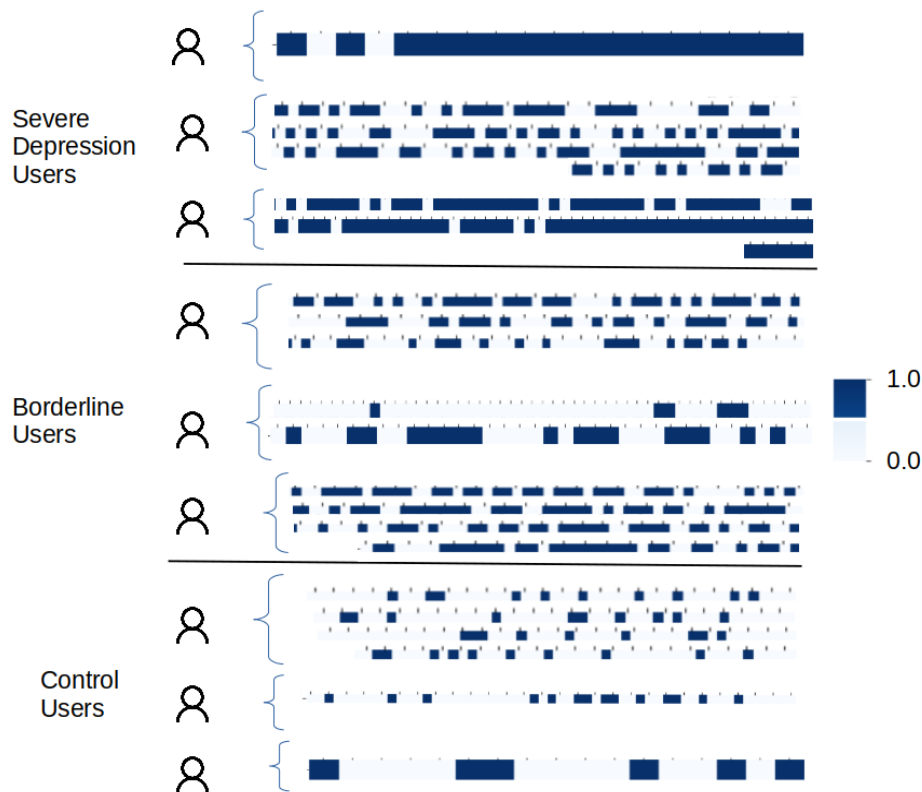 Severe
Depression
Users
Borderline
Users
1.0
0.0
Control
Users